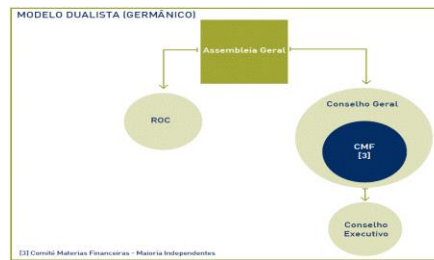 MODELO DUALISTA (GERMÂNICO)
Assembleia Geral
ROC
Conselho Geral
CMF
[3]
Conselho
Executivo
[3] Comité Materias Financeiras - Maioria Independentes